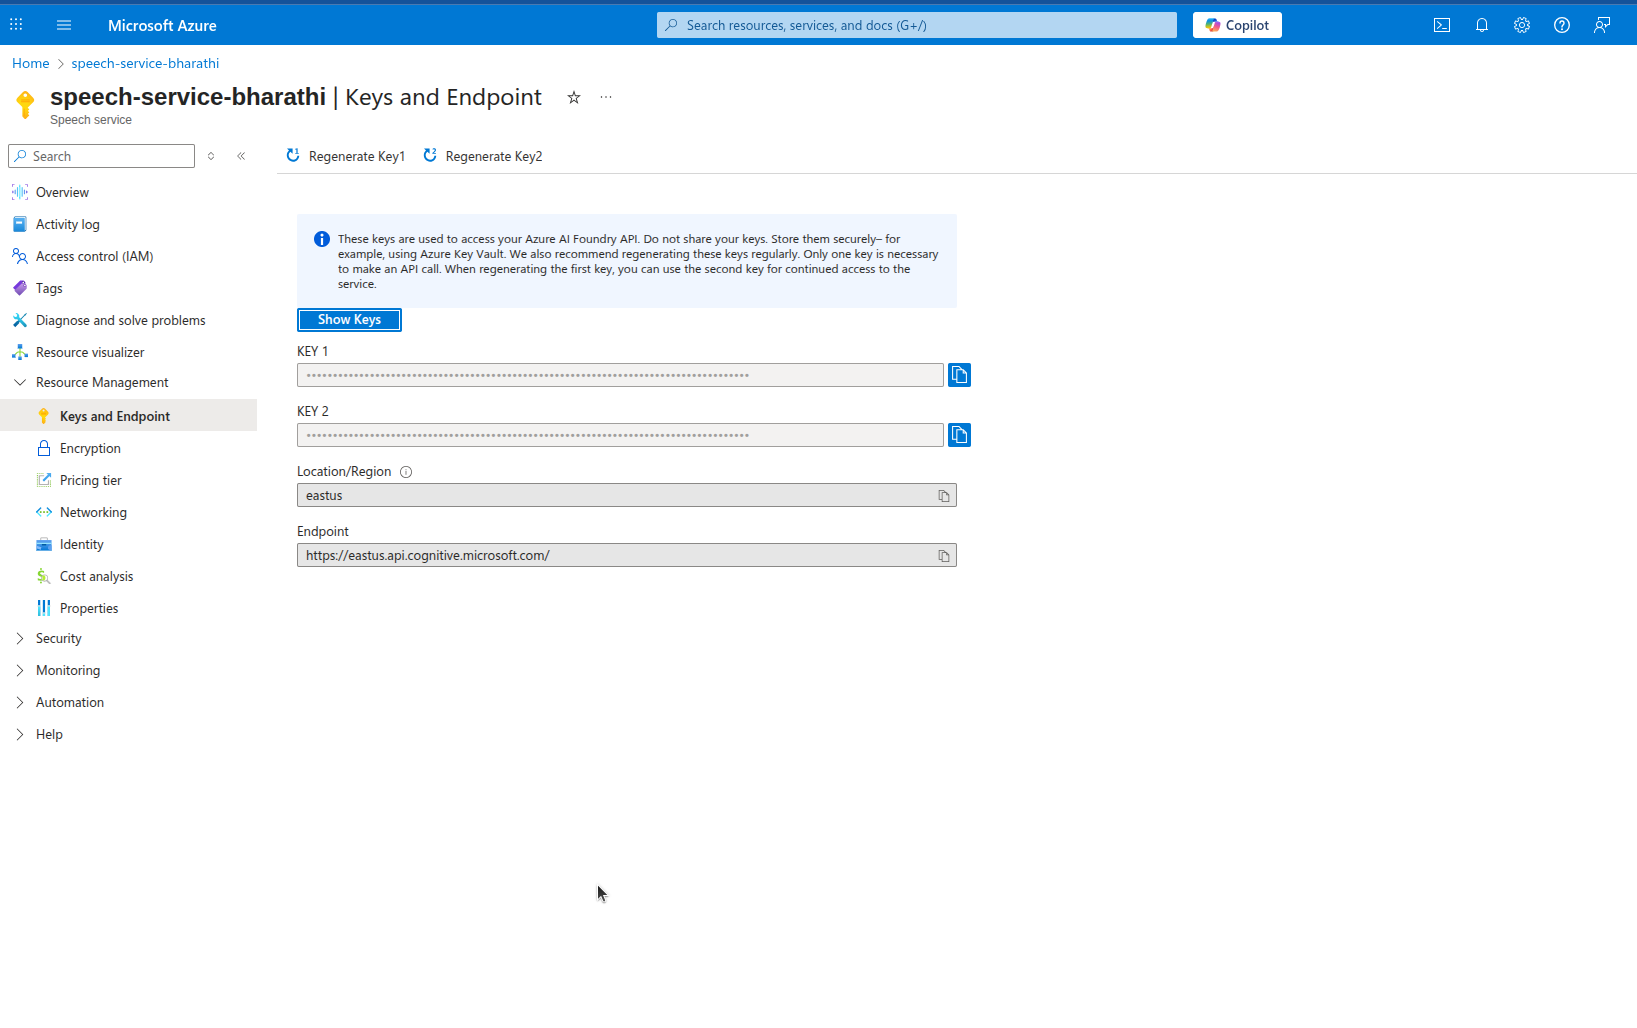 Microsoft Azure
Search resources, services, and docs (G+/)
Copilot
Home > speech-service-bharathi
speech-service-bharathi | Keys and Endpoint
Speech service
Search
Regenerate Key1
Regenerate Key2
Overview
Activity log
Access control (IAM)
Tags
Diagnose and solve problems
Resource visualizer
Resource Management
Keys and Endpoint
Encryption
Pricing tier
Networking
Identity
Cost analysis
Properties
Security
Monitoring
Automation
Help
These keys are used to access your Azure AI Foundry API. Do not share your keys. Store them securely– for
example, using Azure Key Vault. We also recommend regenerating these keys regularly. Only one key is necessary
to make an API call. When regenerating the first key, you can use the second key for continued access to the
service.
Show Keys
KEY 1
KEY 2
Location/Region
eastus
Endpoint
https://eastus.api.cognitive.microsoft.com/